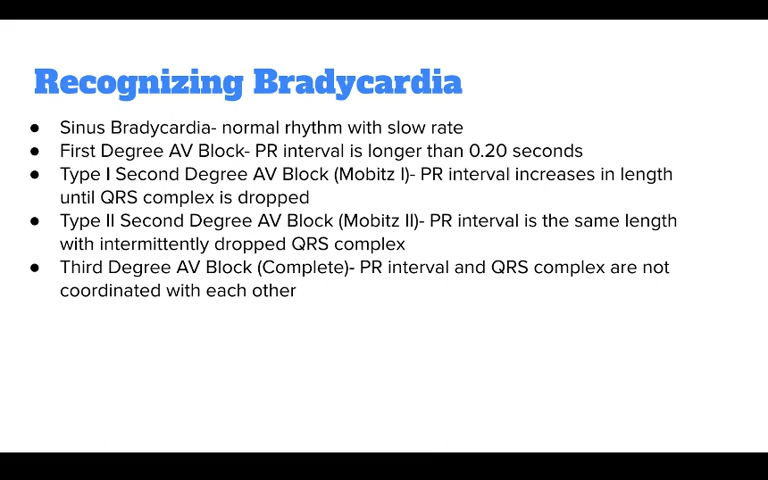 Recognizing Bradycardia
● Sinus Bradycardia- normal rhythm with slow rate
● First Degree AV Block- PR interval is longer than 0.20 seconds
● Type I Second Degree AV Block (Mobitz I)- PR interval increases in length
until QRS complex is dropped
● Type II Second Degree AV Block (Mobitz II)- PR interval is the same length
with intermittently dropped QRS complex
● Third Degree AV Block (Complete)- PR interval and QRS complex are not
coordinated with each other